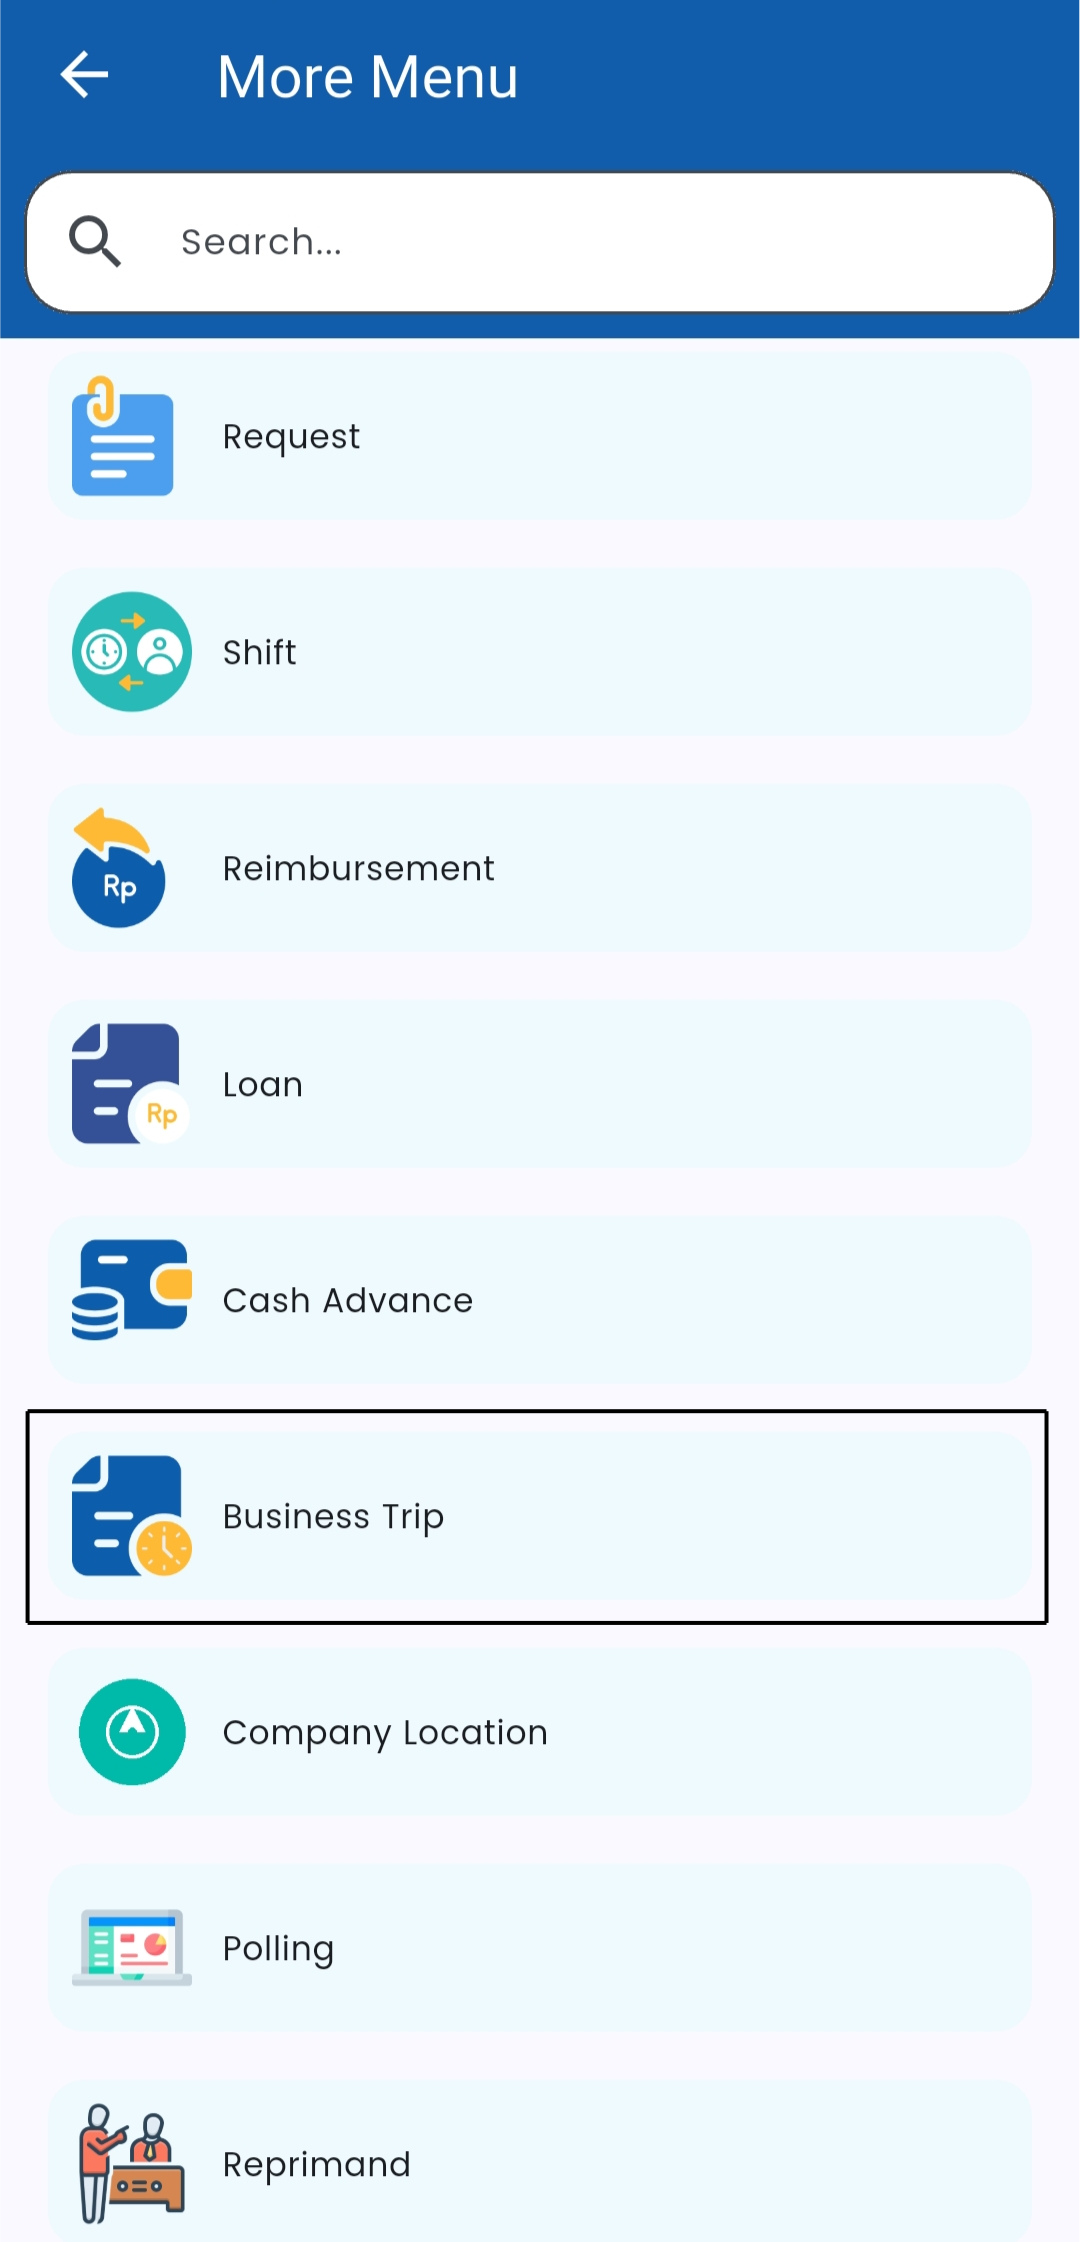 More Menu
Search...
Request
Shift
Reimbursement
Rp
Loan
Rp
Cash Advance
Business Trip
Company Location
Polling
Reprimand